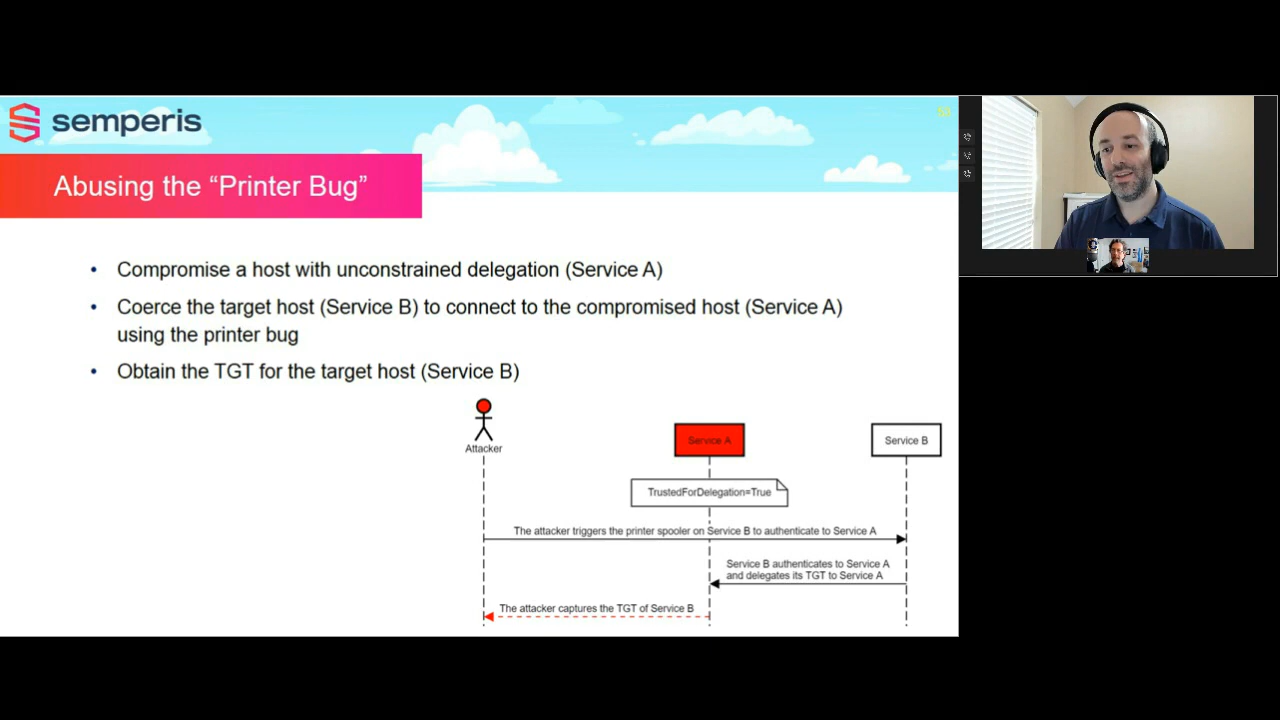 semperis
58
Abusing the “Printer Bug”
• Compromise a host with unconstrained delegation (Service A)
• Coerce the target host (Service B) to connect to the compromised host (Service A)
using the printer bug
• Obtain the TGT for the target host (Service B)
Attacker
Service A
Service B
TrustedForDelegation=True
The attacker triggers the printer spooler on Service B to authenticate to Service A
Service B authenticates to Service A
and delegates its TGT to Service A
The attacker captures the TGT of Service B